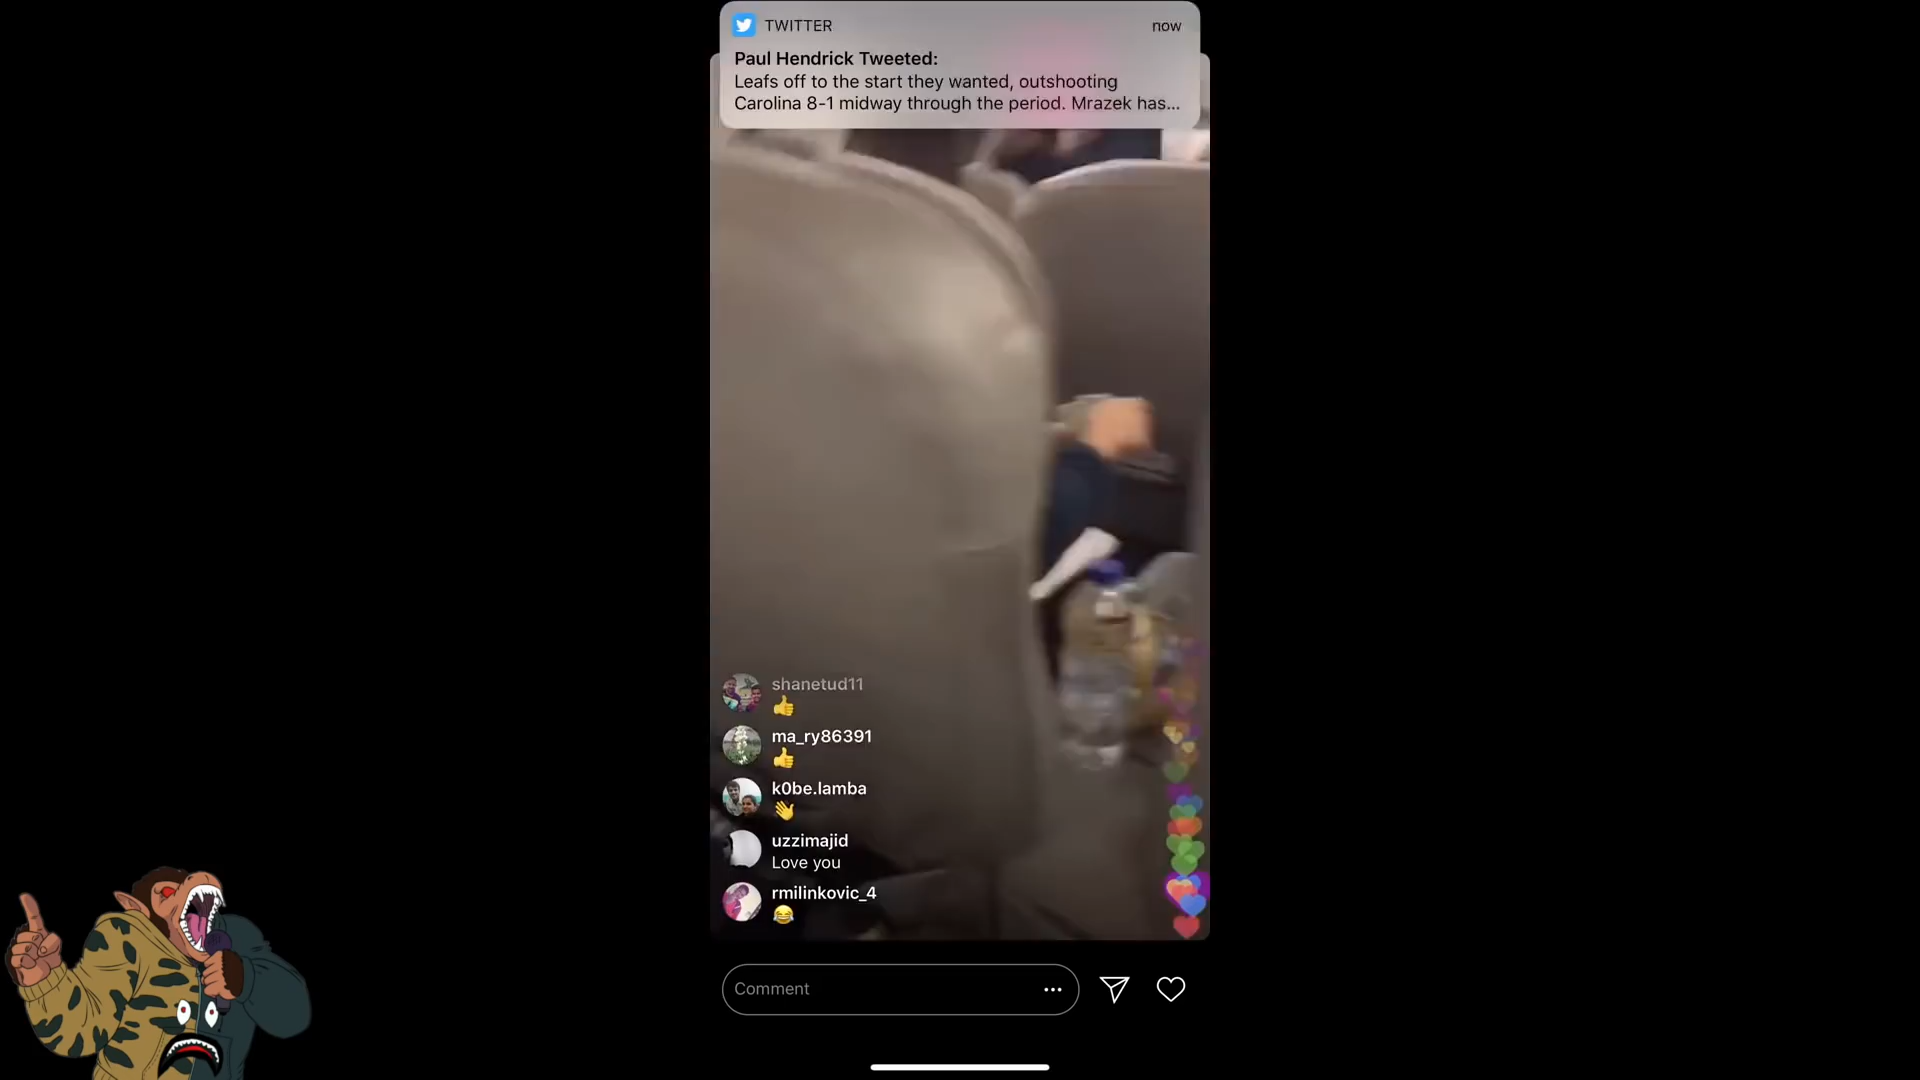 TWITTER
now
Paul Hendrick Tweeted:
Leafs off to the start they wanted, outshooting
Carolina 8-1 midway through the period. Mrazek has...
shanetud11
👍
ma_ry86391
👍
k0be.lamba
👋
uzzimajid
Love you
rmilinkovic_4
😂
Comment